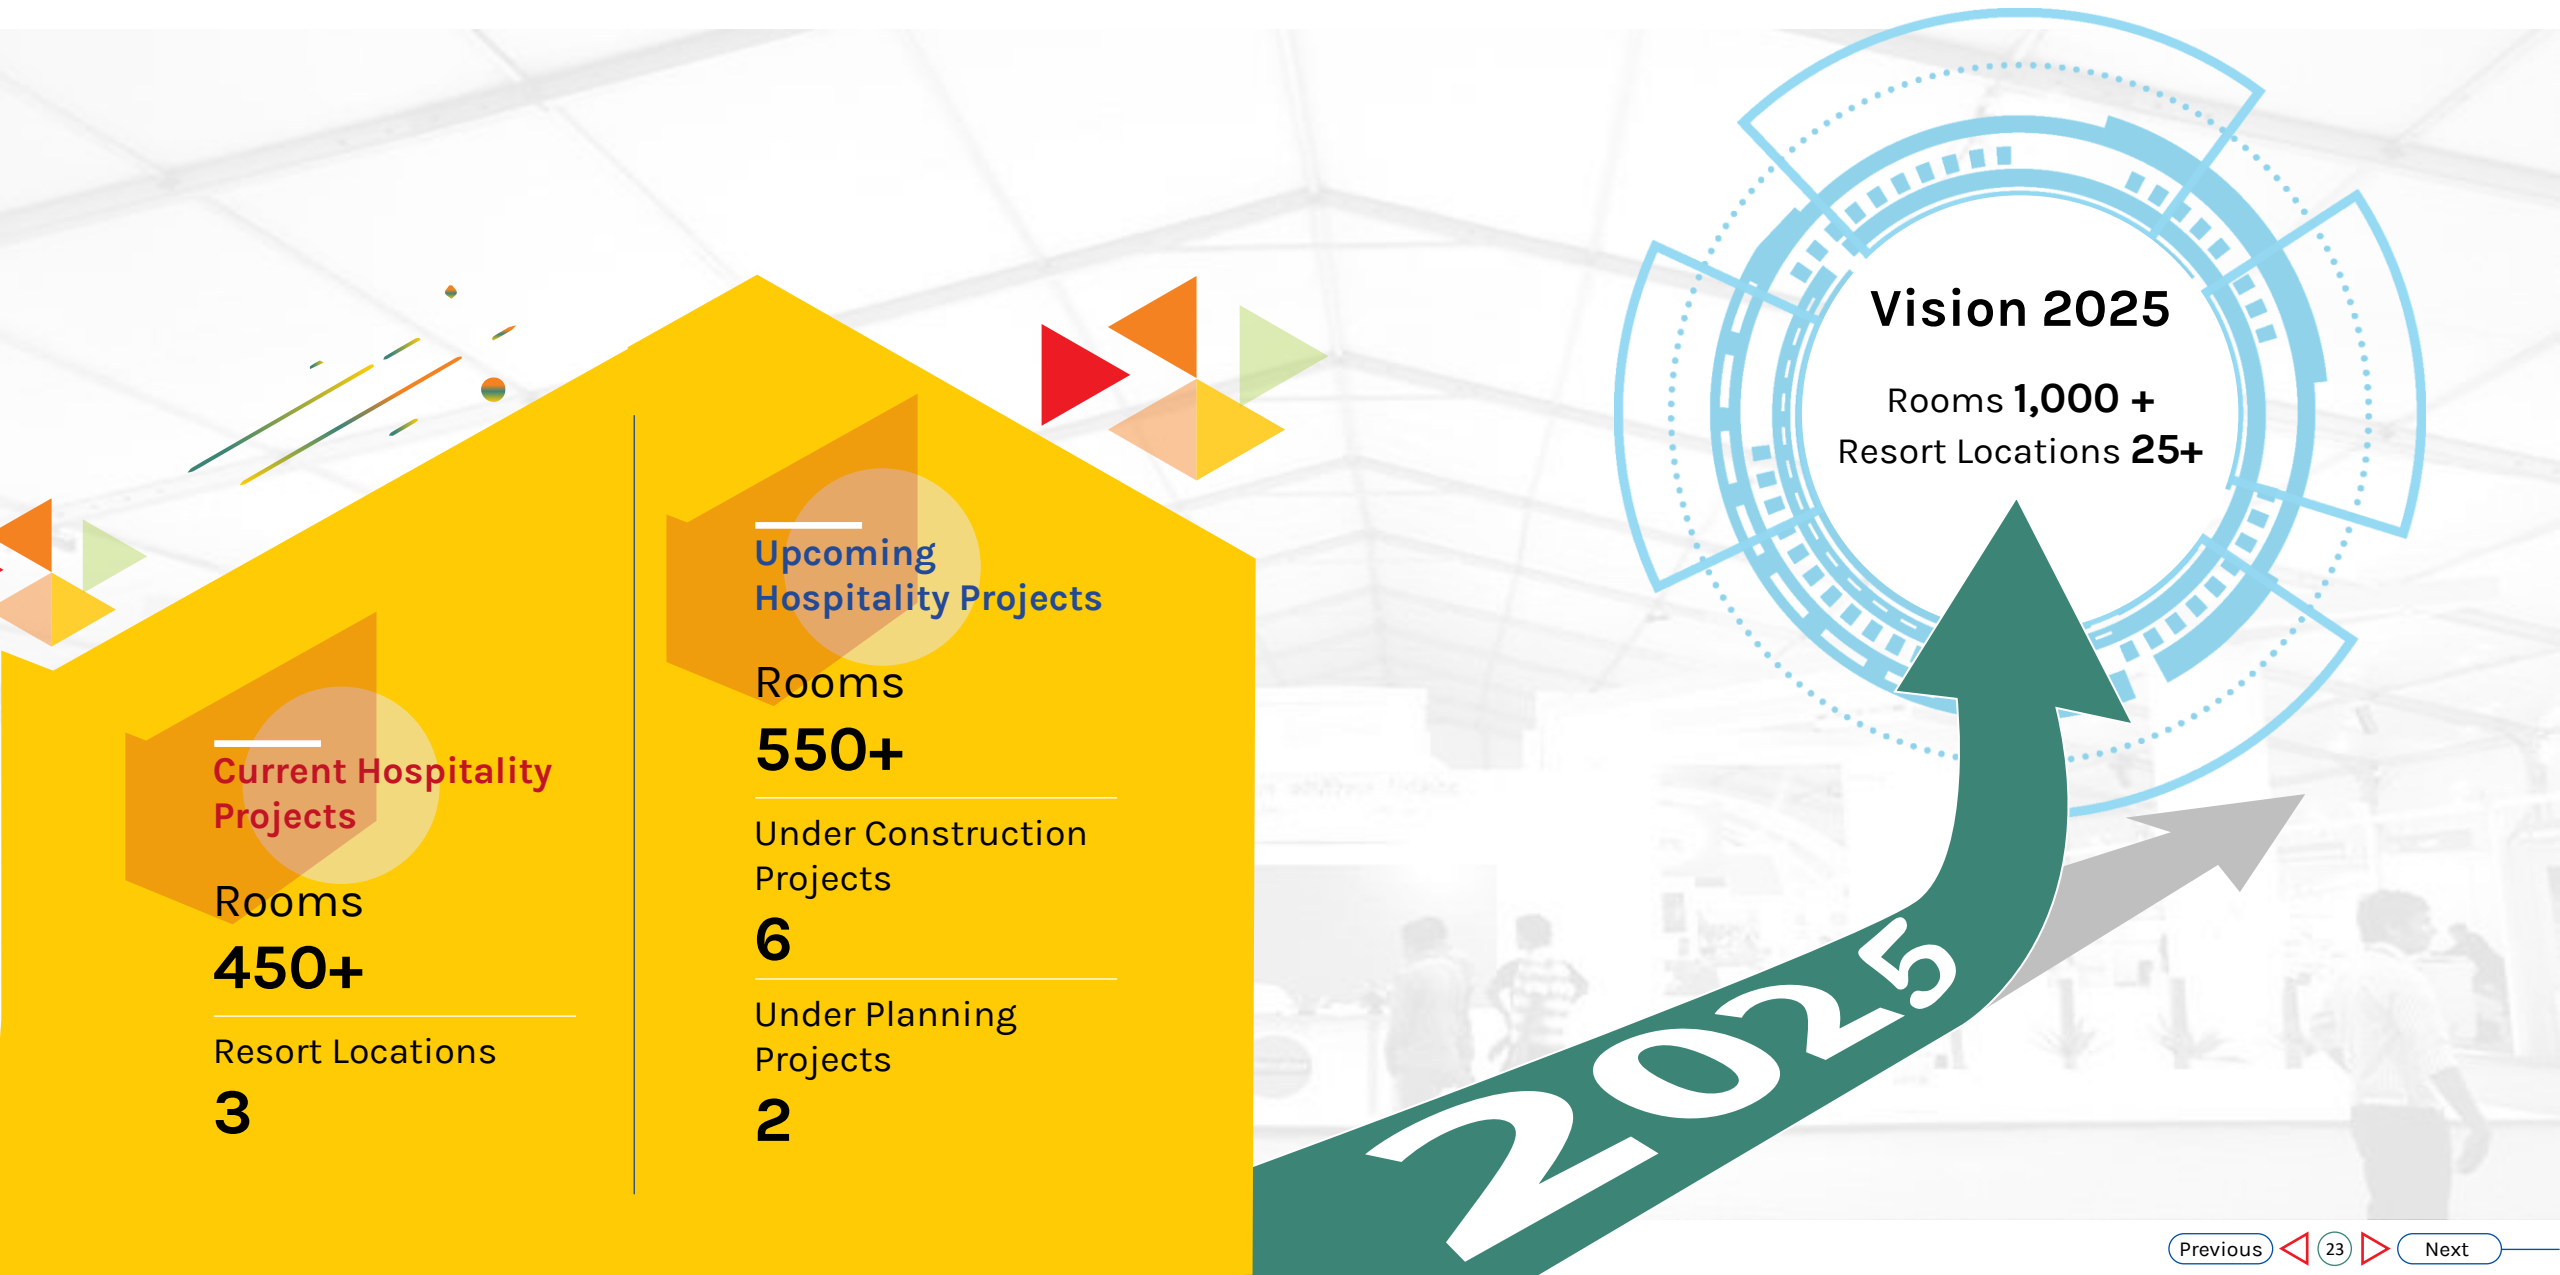 Current Hospitality
Projects
Rooms
450+
Resort Locations
3
Upcoming
Hospitality Projects
Rooms
550+
Under Construction
Projects
6
Under Planning
Projects
2
Vision 2025
Rooms 1,000 +
Resort Locations 25+
2025
Previous 23 Next